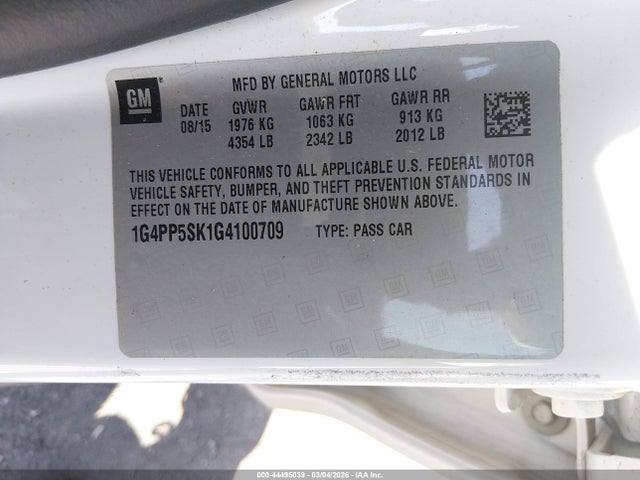 GM
MFD BY GENERAL MOTORS LLC
DATE GVWR GAWR FRT GAWR RR
08/15 1976 KG 1063 KG 913 KG
4354 LB 2342 LB 2012 LB
THIS VEHICLE CONFORMS TO ALL APPLICABLE U.S. FEDERAL MOTOR
VEHICLE SAFETY, BUMPER, AND THEFT PREVENTION STANDARDS IN
EFFECT ON THE DATE OF MANUFACTURE SHOWN ABOVE.
1G4PP5SK1G4100709 TYPE: PASS CAR
000-44495039 - 03/04/2026 - IAA Inc.